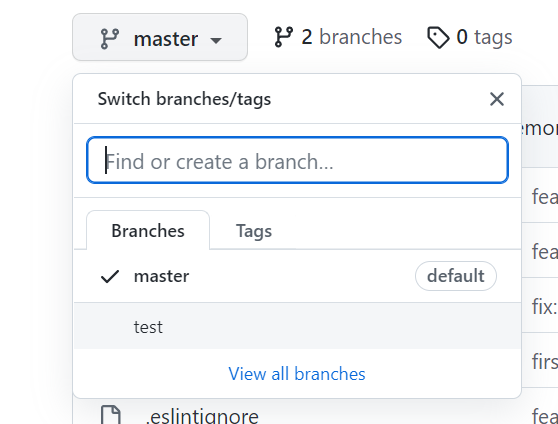 master 2 branches 0 tags
Switch branches/tags
Find or create a branch...
Branches Tags
master default
test
View all branches
.eslintignore
fea
fea
fix:
firs
fea